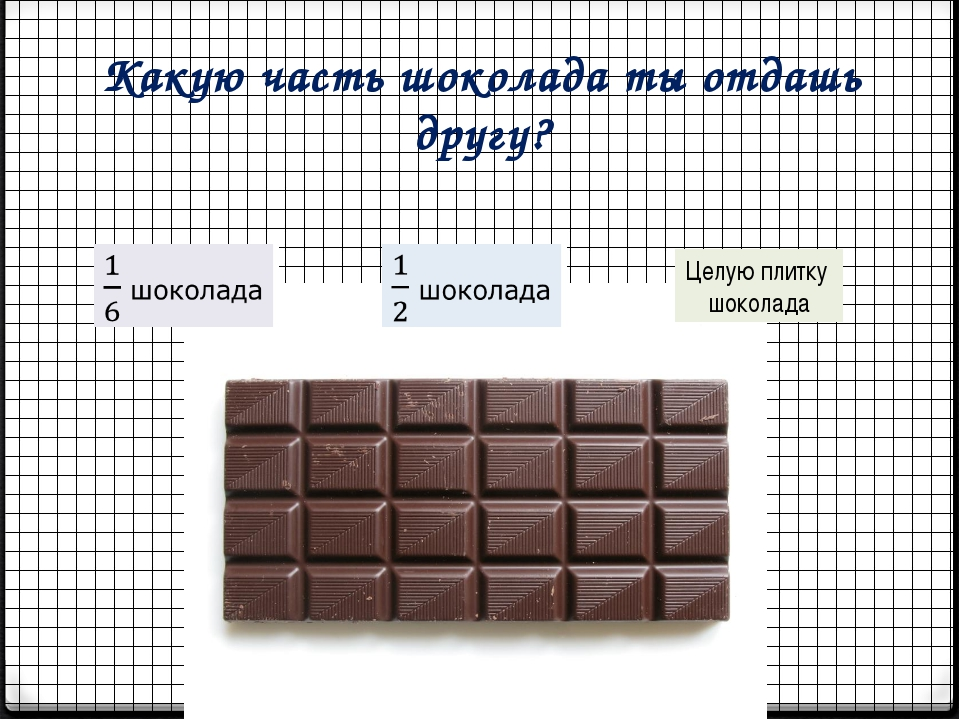 Какую часть шоколада ты отдашь
другу?
1/6 шоколада
1/2 шоколада
Целую плитку
шоколада